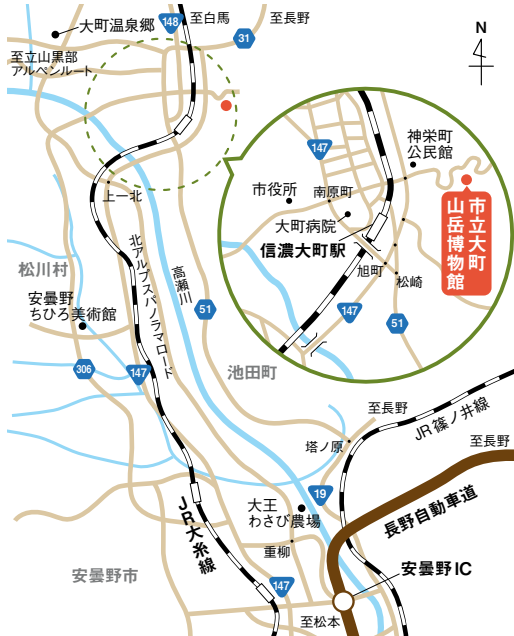 至白馬
至長野
148
大町温泉郷
31
N
至立山黒部
アルペンルート
147
神栄町
公民館
市役所
南原町
大町病院
信濃大町駅
市立大町
山岳博物館
旭町
松崎
147
51
上一北
北アルプスパノラマロード
高瀬川
松川村
51
安曇野
ちひろ美術館
306
147
池田町
至長野
JR篠ノ井線
塔ノ原
至長野
19
大王
わさび農場
長野自動車道
JR大糸線
重柳
安曇野市
147
安曇野IC
至松本